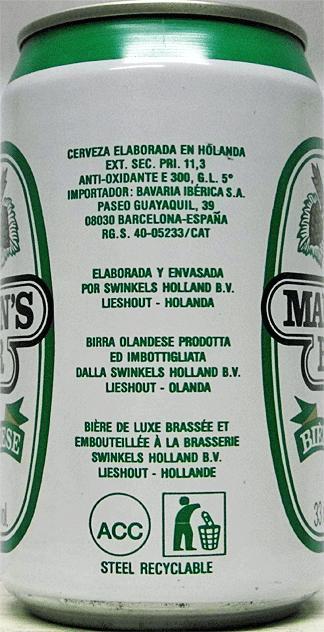 CERVEZA ELABORADA EN HOLANDA
EXT. SEC. PRI. 11,3
ANTI-OXIDANTE E 300, G.L. 5°
IMPORTADOR: BAVARIA IBÉRICA S.A.
PASEO GUAYAQUIL, 39
08030 BARCELONA-ESPAÑA
RG.S. 40-05233/CAT
ELABORADA Y ENVASADA
POR SWINKELS HOLLAND B.V.
LIESHOUT - HOLANDA
BIRRA OLANDESE PRODOTTA
ED IMBOTTIGLIATA
DALLA SWINKELS HOLLAND B.V.
LIESHOUT - OLANDA
BIÈRE DE LUXE BRASSÉE ET
EMBOUTEILLÉE À LA BRASSERIE
SWINKELS HOLLAND B.V.
LIESHOUT - HOLLANDE
ACC
STEEL RECYCLABLE